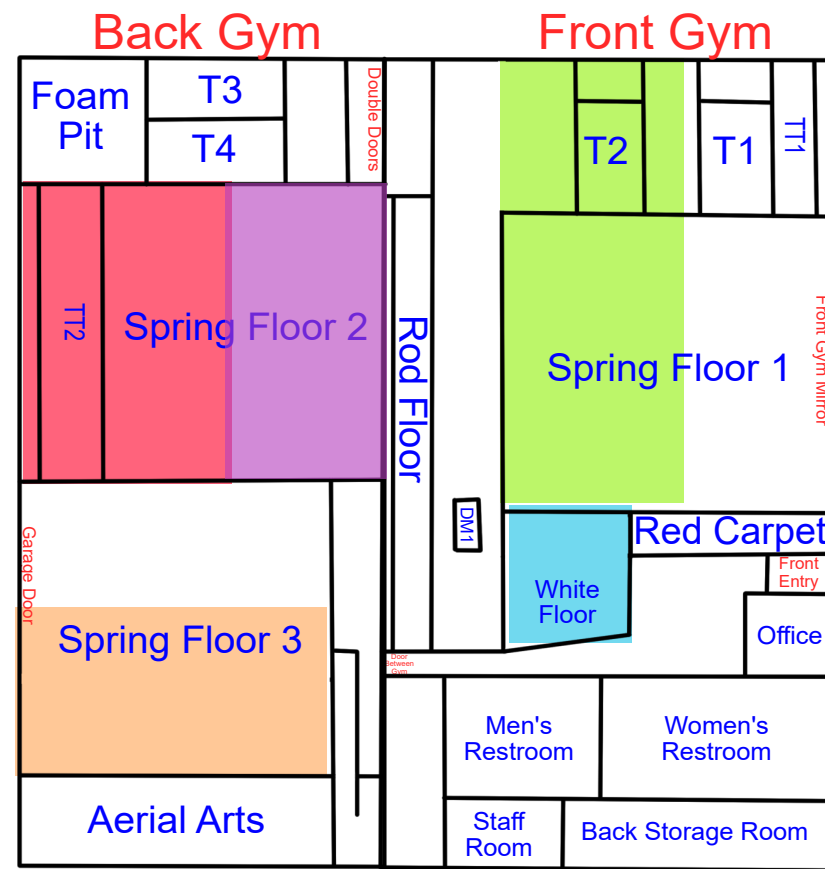 Back Gym
Front Gym
Foam
Pit
T3
T4
Double Doors
T2
T1
TT1
TT2
Spring Floor 2
Rod Floor
Spring Floor 1
Front Gym Mirror
DM1
Red Carpet
Garage Door
White
Floor
Front
Entry
Office
Spring Floor 3
Door
Between
Gym
Men's
Restroom
Women's
Restroom
Aerial Arts
Staff
Room
Back Storage Room